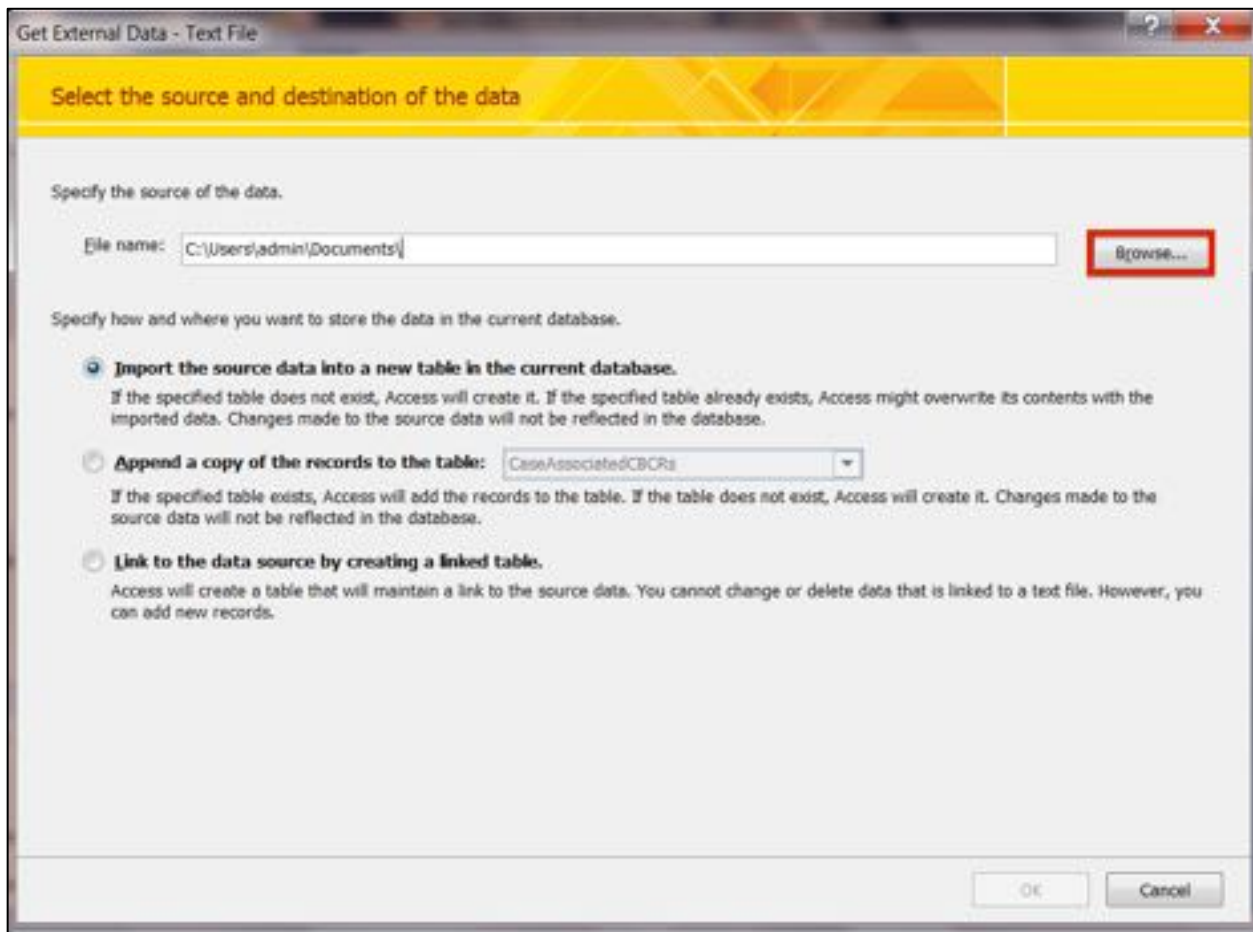 Get External Data - Text File
Select the source and destination of the data
Specify the source of the data.
File name: C:\Users\admin\Documents\ Browse...
Specify how and where you want to store the data in the current database.
Import the source data into a new table in the current database.
If the specified table does not exist, Access will create it. If the specified table already exists, Access might overwrite its contents with the
imported data. Changes made to the source data will not be reflected in the database.
Append a copy of the records to the table: CaseAssociatedCBCRs
If the specified table exists, Access will add the records to the table. If the table does not exist, Access will create it. Changes made to the
source data will not be reflected in the database.
Link to the data source by creating a linked table.
Access will create a table that will maintain a link to the source data. You cannot change or delete data that is linked to a text file. However, you
can add new records.
OK Cancel